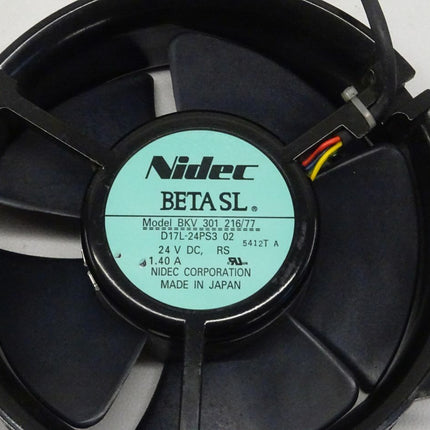 Nidec
BETA SL®
Model BKV 301 216/77
D17L-24PS3 02
24 V DC, RS 5412T A
1.40 A
NIDEC CORPORATION
MADE IN JAPAN